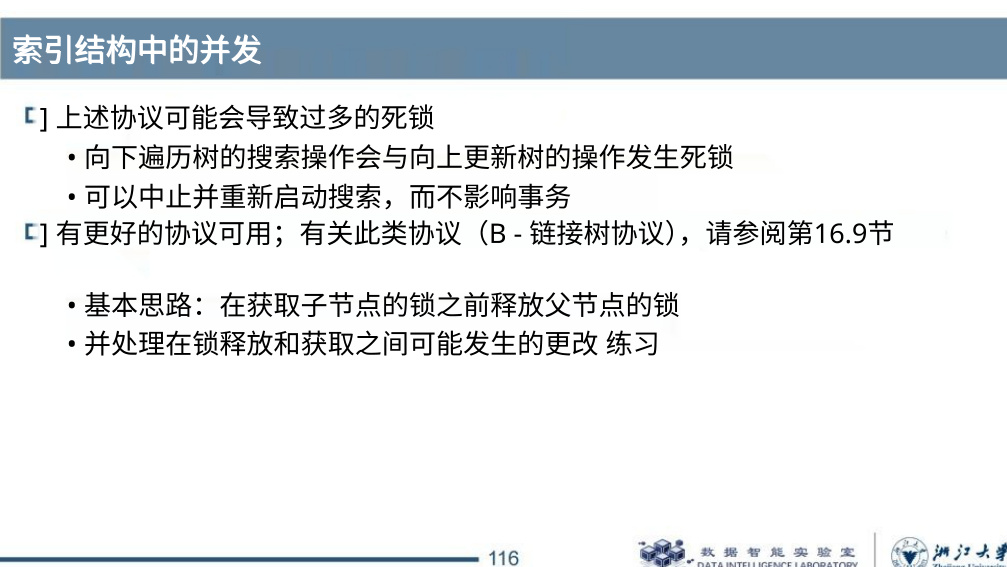 索引结构中的并发
] 上述协议可能会导致过多的死锁
• 向下遍历树的搜索操作会与向上更新树的操作发生死锁
• 可以中止并重新启动搜索，而不影响事务
] 有更好的协议可用；有关此类协议（B - 链接树协议），请参阅第16.9节
• 基本思路：在获取子节点的锁之前释放父节点的锁
• 并处理在锁释放和获取之间可能发生的更改 练习
116
数据智能实验室
DATA INTELLIGENCE LABORATORY
浙江大学